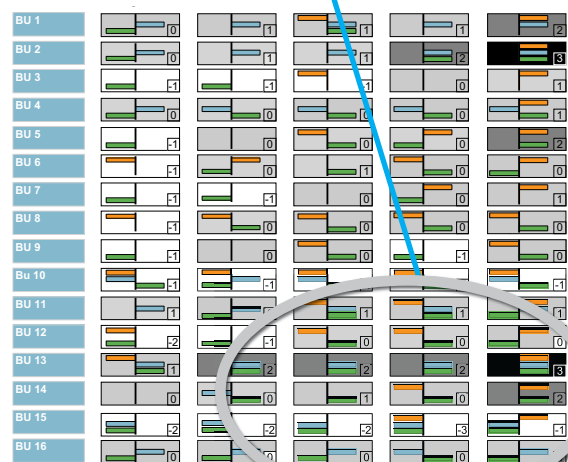 BU 1 0 1 1 1 2
BU 2 0 1 1 2 3
BU 3 -1 -1 0 1
BU 4 0 0 0 0 1
BU 5 -1 0 0 0 2
BU 6 -1 0 1 0 0
BU 7 -1 -1 0 0 1
BU 8 -1 0 0 0 0
BU 9 -1 0 0 -1 0
Bu 10 -1 -1 -1
BU 11 1 1 1 1
BU 12 -2 -1 0 0 0
BU 13 1 2 2 2 3
BU 14 0 0 1 0 2
BU 15 -2 -2 -2 -3 -1
BU 16 0 0 1 0